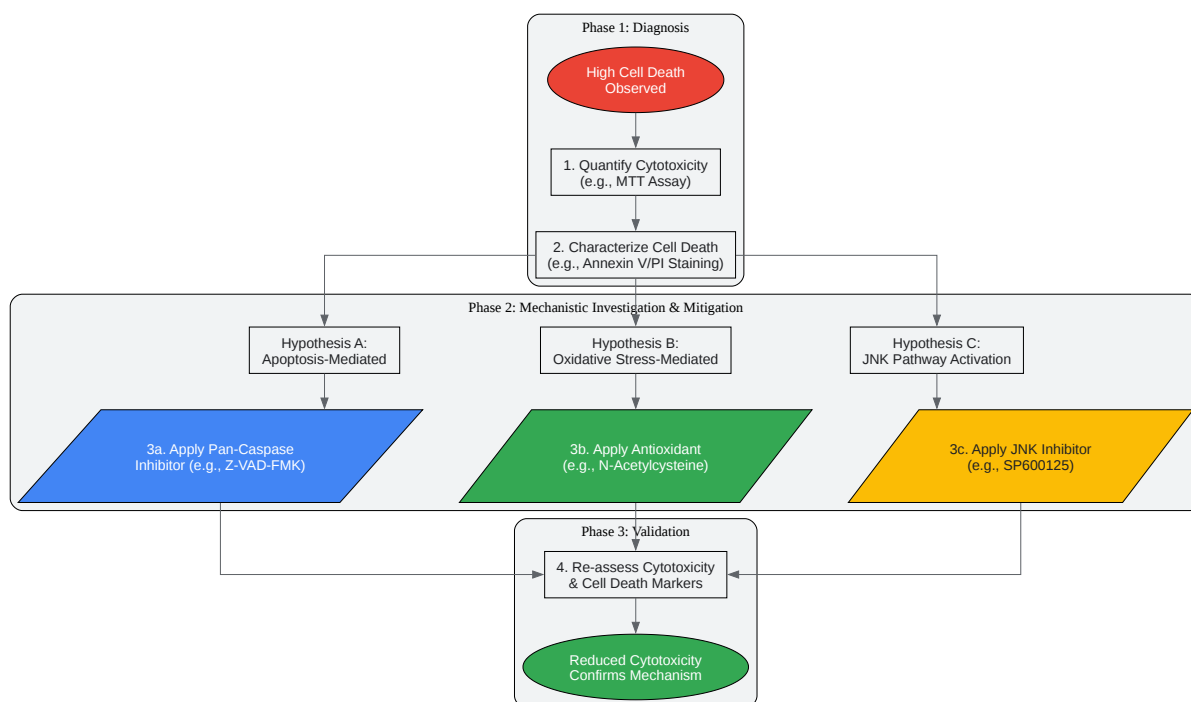 Phase 1: Diagnosis
High Cell Death
Observed
1. Quantify Cytotoxicity
(e.g., MTT Assay)
2. Characterize Cell Death
(e.g., Annexin V/PI Staining)
Phase 2: Mechanistic Investigation & Mitigation
Hypothesis A:
Apoptosis-Mediated
Hypothesis B:
Oxidative Stress-Mediated
Hypothesis C:
JNK Pathway Activation
3a. Apply Pan-Caspase
Inhibitor (e.g., Z-VAD-FMK)
3b. Apply Antioxidant
(e.g., N-Acetylcysteine)
3c. Apply JNK Inhibitor
(e.g., SP600125)
Phase 3: Validation
4. Re-assess Cytotoxicity
& Cell Death Markers
Reduced Cytotoxicity
Confirms Mechanism